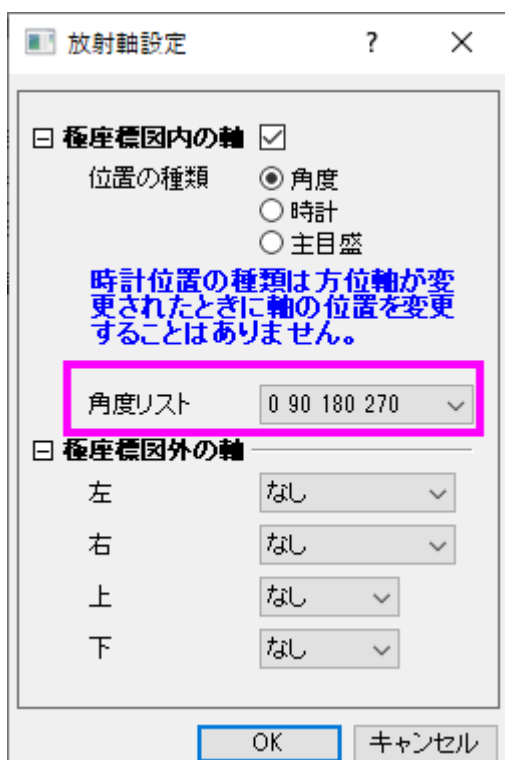 放射軸設定 ?
極座標図内の軸
位置の種類 角度
時計
主目盛
時計位置の種類は方位軸が変
更されたときに軸の位置を変更
することはありません。
角度リスト 0 90 180 270
極座標図外の軸
左 なし
右 なし
上 なし
下 なし
OK キャンセル